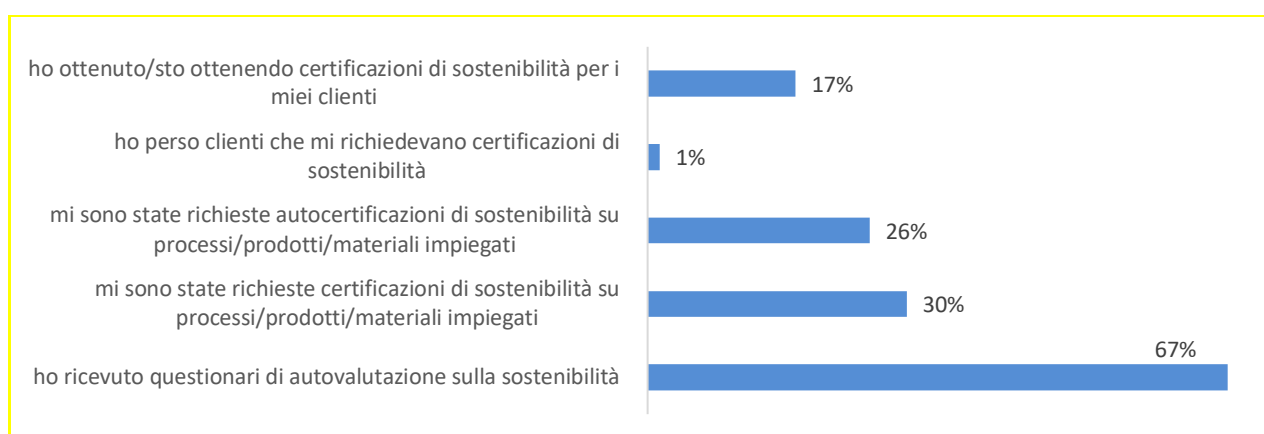 ho ottenuto/sto ottenendo certificazioni di sostenibilità per i
miei clienti
17%
ho perso clienti che mi richiedevano certificazioni di
sostenibilità
1%
mi sono state richieste autocertificazioni di sostenibilità su
processi/prodotti/materiali impiegati
26%
mi sono state richieste certificazioni di sostenibilità su
processi/prodotti/materiali impiegati
30%
67%
ho ricevuto questionari di autovalutazione sulla sostenibilità